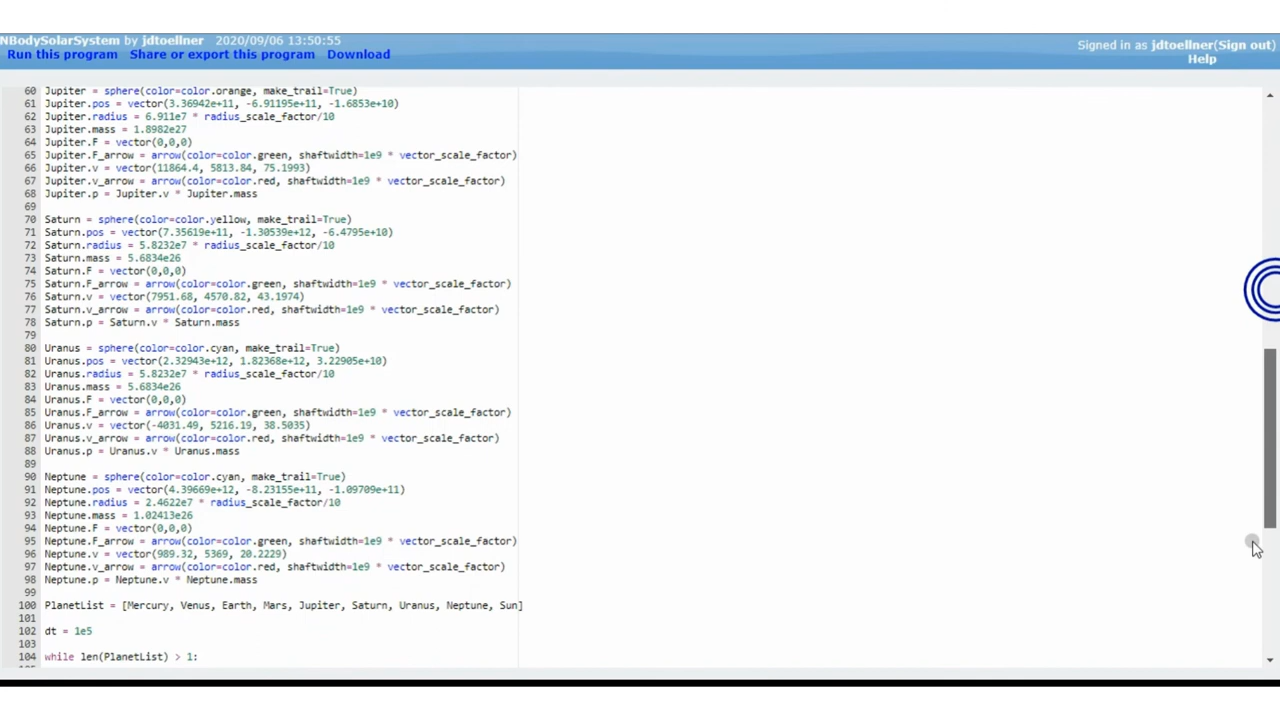 NBodySolarSystem by jdtoellner 2020/09/06 13:50:55
Signed in as jdtoellner(Sign out)
Run this program Share or export this program Download
Help
60 Jupiter = sphere(color=color.orange, make_trail=True)
61 Jupiter.pos = vector(3.36942e+11, -6.91195e+11, -1.6853e+10)
62 Jupiter.radius = 6.911e7 * radius_scale_factor/10
63 Jupiter.mass = 1.8982e27
64 Jupiter.F = vector(0,0,0)
65 Jupiter.F_arrow = arrow(color=color.green, shaftwidth=1e9 * vector_scale_factor)
66 Jupiter.v = vector(11864.4, 5813.84, 75.1993)
67 Jupiter.v_arrow = arrow(color=color.red, shaftwidth=1e9 * vector_scale_factor)
68 Jupiter.p = Jupiter.v * Jupiter.mass
69
70 Saturn = sphere(color=color.yellow, make_trail=True)
71 Saturn.pos = vector(7.35619e+11, -1.30539e+12, -6.4795e+10)
72 Saturn.radius = 5.8232e7 * radius_scale_factor/10
73 Saturn.mass = 5.6834e26
74 Saturn.F = vector(0,0,0)
75 Saturn.F_arrow = arrow(color=color.green, shaftwidth=1e9 * vector_scale_factor)
76 Saturn.v = vector(7951.68, 4570.82, 43.1974)
77 Saturn.v_arrow = arrow(color=color.red, shaftwidth=1e9 * vector_scale_factor)
78 Saturn.p = Saturn.v * Saturn.mass
79
80 Uranus = sphere(color=color.cyan, make_trail=True)
81 Uranus.pos = vector(2.32943e+12, 1.82368e+12, 3.22905e+10)
82 Uranus.radius = 5.8232e7 * radius_scale_factor/10
83 Uranus.mass = 5.6834e26
84 Uranus.F = vector(0,0,0)
85 Uranus.F_arrow = arrow(color=color.green, shaftwidth=1e9 * vector_scale_factor)
86 Uranus.v = vector(-4031.49, 5216.19, 38.5035)
87 Uranus.v_arrow = arrow(color=color.red, shaftwidth=1e9 * vector_scale_factor)
88 Uranus.p = Uranus.v * Uranus.mass
89
90 Neptune = sphere(color=color.cyan, make_trail=True)
91 Neptune.pos = vector(4.39669e+12, -8.23155e+11, -1.09709e+11)
92 Neptune.radius = 2.4622e7 * radius_scale_factor/10
93 Neptune.mass = 1.02413e26
94 Neptune.F = vector(0,0,0)
95 Neptune.F_arrow = arrow(color=color.green, shaftwidth=1e9 * vector_scale_factor)
96 Neptune.v = vector(989.32, 5369, 20.2229)
97 Neptune.v_arrow = arrow(color=color.red, shaftwidth=1e9 * vector_scale_factor)
98 Neptune.p = Neptune.v * Neptune.mass
99
100 PlanetList = [Mercury, Venus, Earth, Mars, Jupiter, Saturn, Uranus, Neptune, Sun]
101
102 dt = 1e5
103
104 while len(PlanetList) > 1: